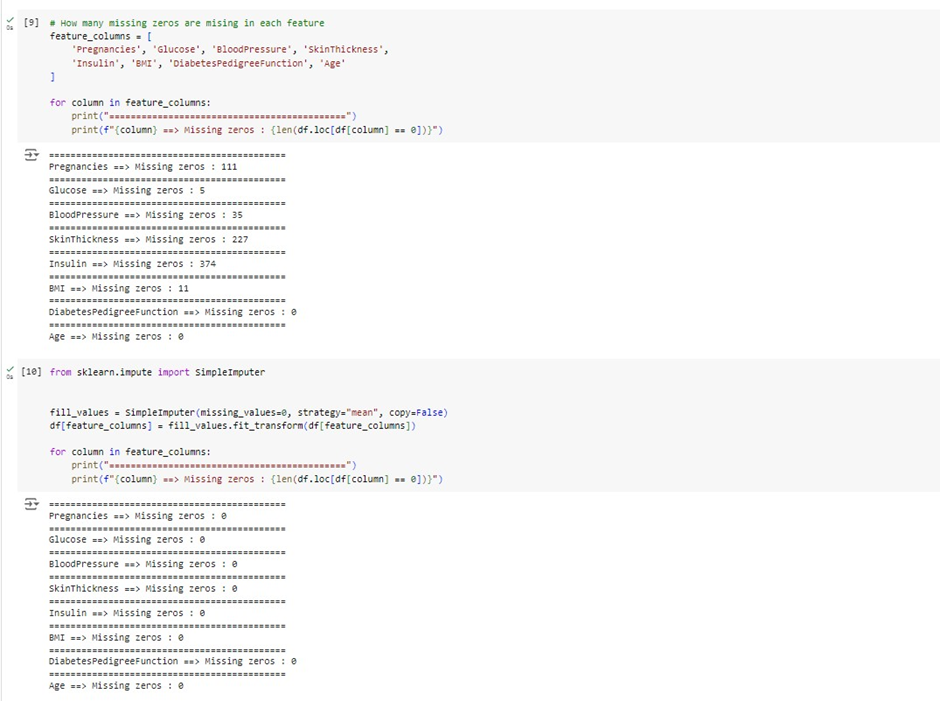 [9] # How many missing zeros are mising in each feature
feature_columns = [
'Pregnancies', 'Glucose', 'BloodPressure', 'SkinThickness',
'Insulin', 'BMI', 'DiabetesPedigreeFunction', 'Age'
]
for column in feature_columns:
print("============================================")
print(f"{column} ==> Missing zeros : {len(df.loc[df[column] == 0])}")
============================================
Pregnancies ==> Missing zeros : 111
============================================
Glucose ==> Missing zeros : 5
============================================
BloodPressure ==> Missing zeros : 35
============================================
SkinThickness ==> Missing zeros : 227
============================================
Insulin ==> Missing zeros : 374
============================================
BMI ==> Missing zeros : 11
============================================
DiabetesPedigreeFunction ==> Missing zeros : 0
============================================
Age ==> Missing zeros : 0
0s
[10] from sklearn.impute import SimpleImputer
0s
fill_values = SimpleImputer(missing_values=0, strategy="mean", copy=False)
df[feature_columns] = fill_values.fit_transform(df[feature_columns])
for column in feature_columns:
print("============================================")
print(f"{column} ==> Missing zeros : {len(df.loc[df[column] == 0])}")
============================================
Pregnancies ==> Missing zeros : 0
============================================
Glucose ==> Missing zeros : 0
============================================
BloodPressure ==> Missing zeros : 0
============================================
SkinThickness ==> Missing zeros : 0
============================================
Insulin ==> Missing zeros : 0
============================================
BMI ==> Missing zeros : 0
============================================
DiabetesPedigreeFunction ==> Missing zeros : 0
============================================
Age ==> Missing zeros : 0